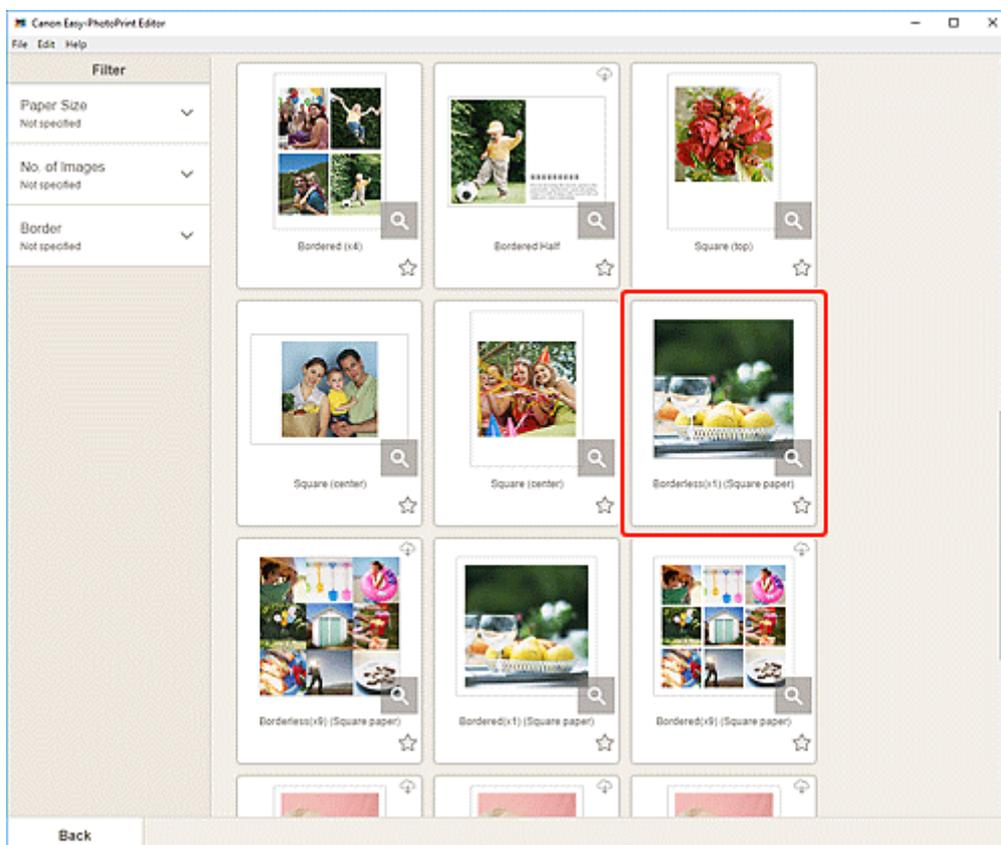 Canon Easy-PhotoPrint Editor
File Edit Help
Filter
Paper Size
Not specified
No. of Images
Not specified
Border
Not specified
Bordered (x4)
Bordered Half
Square (top)
Square (center)
Square (center)
Borderless(x1) (Square paper)
Borderless(x9) (Square paper)
Bordered(x1) (Square paper)
Bordered(x9) (Square paper)
Back